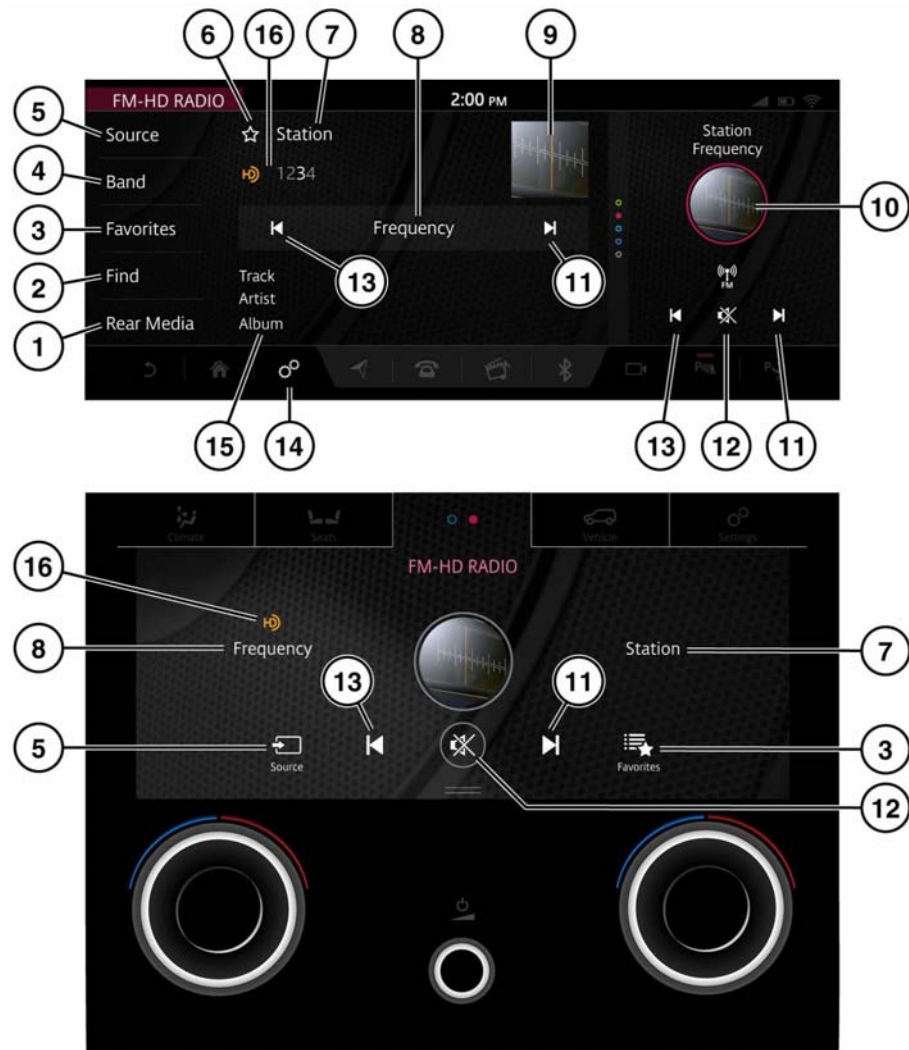 6 16 7 8 9
FM-HD RADIO 2:00 PM
5 Source
Station
Station
Frequency
4 Band
HD 1234
10
3 Favorites
Frequency
13 11
FM
2 Find
Track
Artist
1 Rear Media
Album
15 14 13 12 11
Climate Seats Vehicle Settings
FM-HD RADIO
16 HD
8 Frequency
Station 7
13 11
5 Source
Favorites 3
12